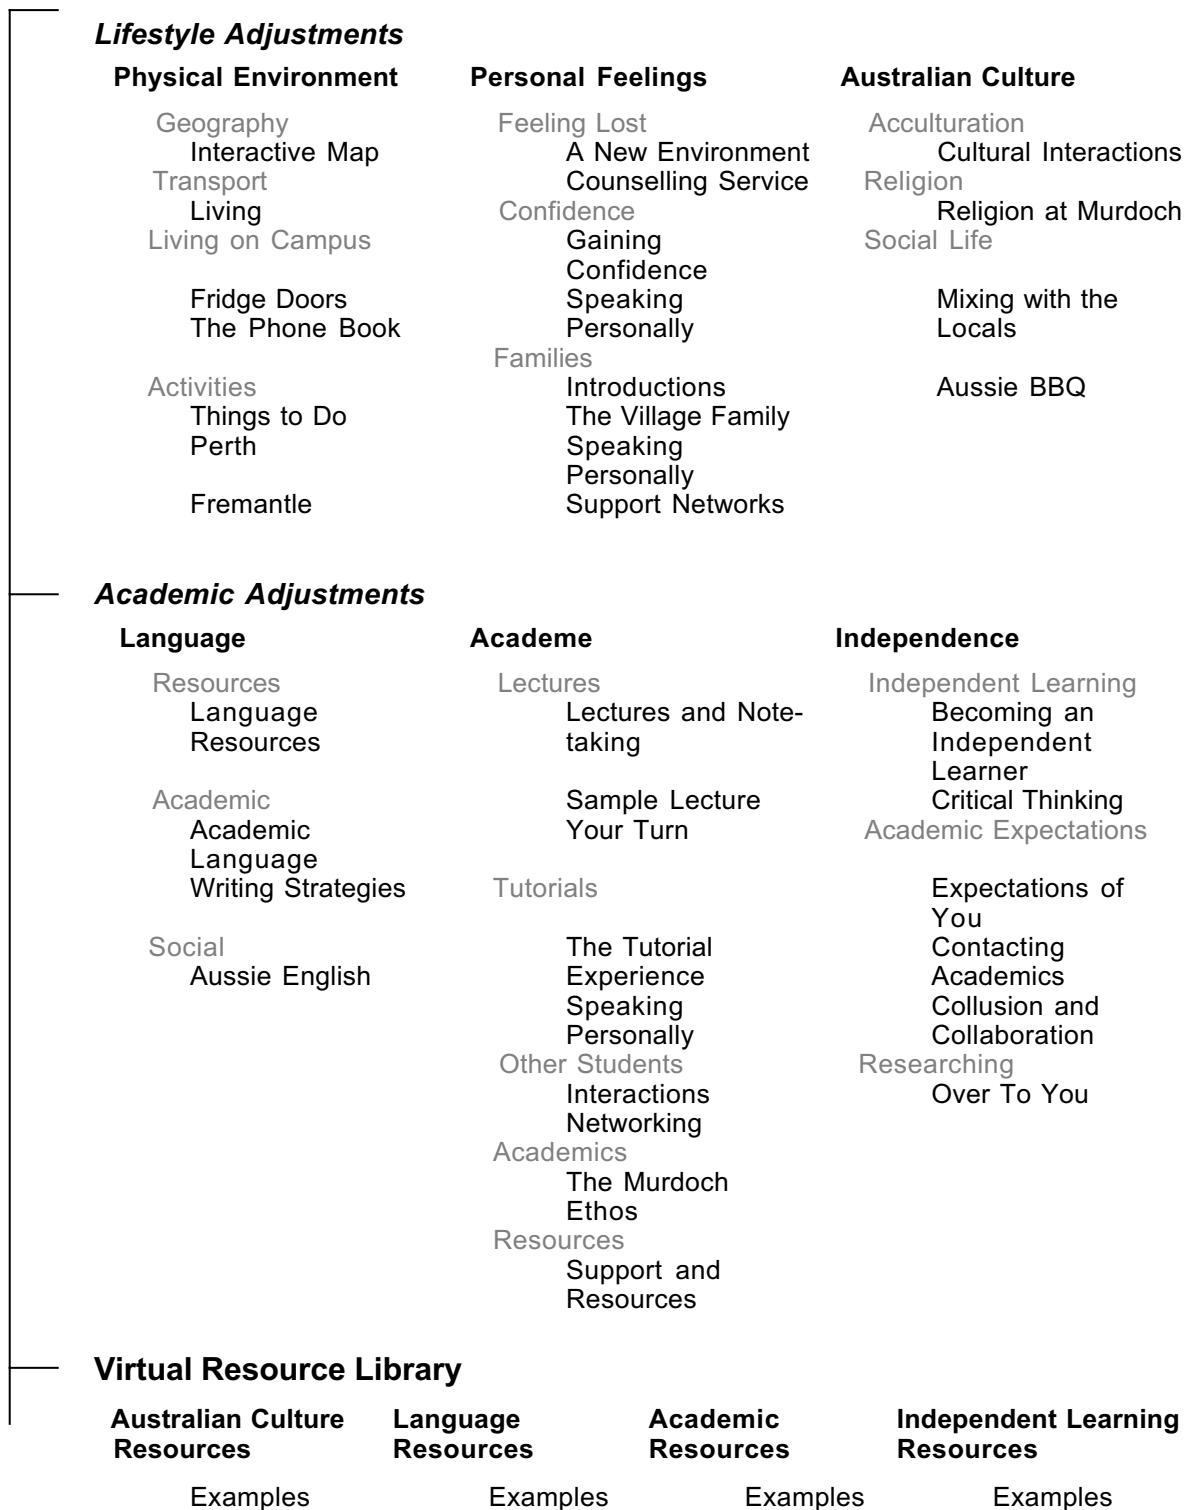 Lifestyle Adjustments
Physical Environment
Geography
Interactive Map
Transport
Living
Living on Campus
Fridge Doors
The Phone Book
Activities
Things to Do
Perth
Fremantle
Personal Feelings
Feeling Lost
A New Environment
Counselling Service
Confidence
Gaining
Confidence
Speaking
Personally
Families
Introductions
The Village Family
Speaking
Personally
Support Networks
Australian Culture
Acculturation
Cultural Interactions
Religion
Religion at Murdoch
Social Life
Mixing with the
Locals
Aussie BBQ
Academic Adjustments
Language
Resources
Language
Resources
Academic
Academic
Language
Writing Strategies
Social
Aussie English
Academe
Lectures
Lectures and Note-
taking
Sample Lecture
Your Turn
Tutorials
The Tutorial
Experience
Speaking
Personally
Other Students
Interactions
Networking
Academics
The Murdoch
Ethos
Resources
Support and
Resources
Independence
Independent Learning
Becoming an
Independent
Learner
Critical Thinking
Academic Expectations
Expectations of
You
Contacting
Academics
Collusion and
Collaboration
Researching
Over To You
Virtual Resource Library
Australian Culture
Resources
Examples
Language
Resources
Examples
Academic
Resources
Examples
Independent Learning
Resources
Examples